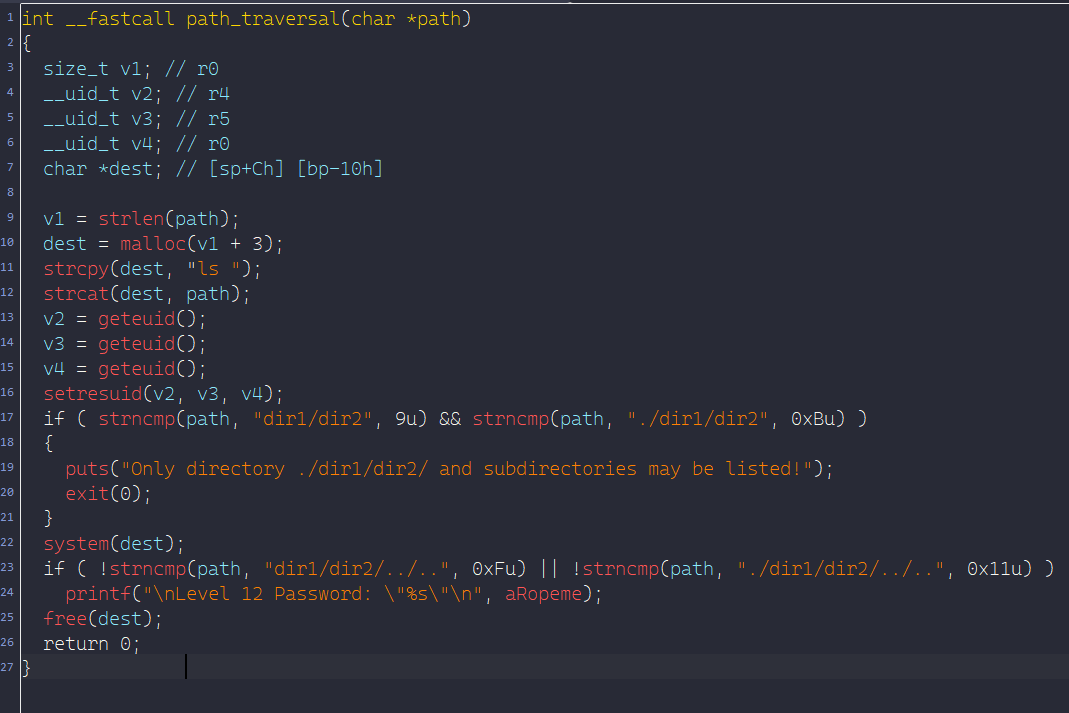 1 int __fastcall path_traversal(char *path)
2 {
3   size_t v1; // r0
4   __uid_t v2; // r4
5   __uid_t v3; // r5
6   __uid_t v4; // r0
7   char *dest; // [sp+Ch] [bp-10h]
8
9   v1 = strlen(path);
10   dest = malloc(v1 + 3);
11   strcpy(dest, "ls ");
12   strcat(dest, path);
13   v2 = geteuid();
14   v3 = geteuid();
15   v4 = geteuid();
16   setresuid(v2, v3, v4);
17   if ( strncmp(path, "dir1/dir2", 9u) && strncmp(path, "./dir1/dir2", 0xBu) )
18   {
19     puts("Only directory ./dir1/dir2/ and subdirectories may be listed!");
20     exit(0);
21   }
22   system(dest);
23   if ( !strncmp(path, "dir1/dir2/../..", 0xFu) || !strncmp(path, "./dir1/dir2/../..", 0x11u) )
24     printf("\nLevel 12 Password: \"%s\"\n", aRopeme);
25   free(dest);
26   return 0;
27 }